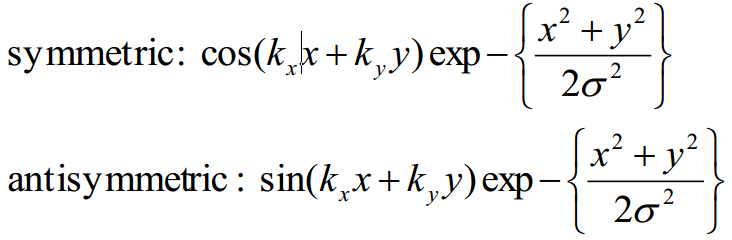 symmetric: cos(kₓx + k_y y) exp−{(x² + y²)/(2σ²)}
antisymmetric : sin(kₓx + k_y y) exp−{(x² + y²)/(2σ²)}